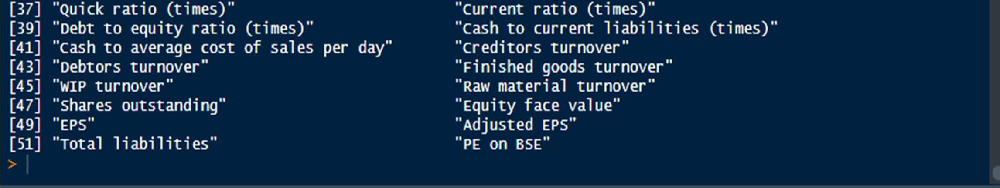 [37] "Quick ratio (times)" "Current ratio (times)"
[39] "Debt to equity ratio (times)" "Cash to current liabilities (times)"
[41] "Cash to average cost of sales per day" "Creditors turnover"
[43] "Debtors turnover" "Finished goods turnover"
[45] "WIP turnover" "Raw material turnover"
[47] "Shares outstanding" "Equity face value"
[49] "EPS" "Adjusted EPS"
[51] "Total liabilities" "PE on BSE"
>